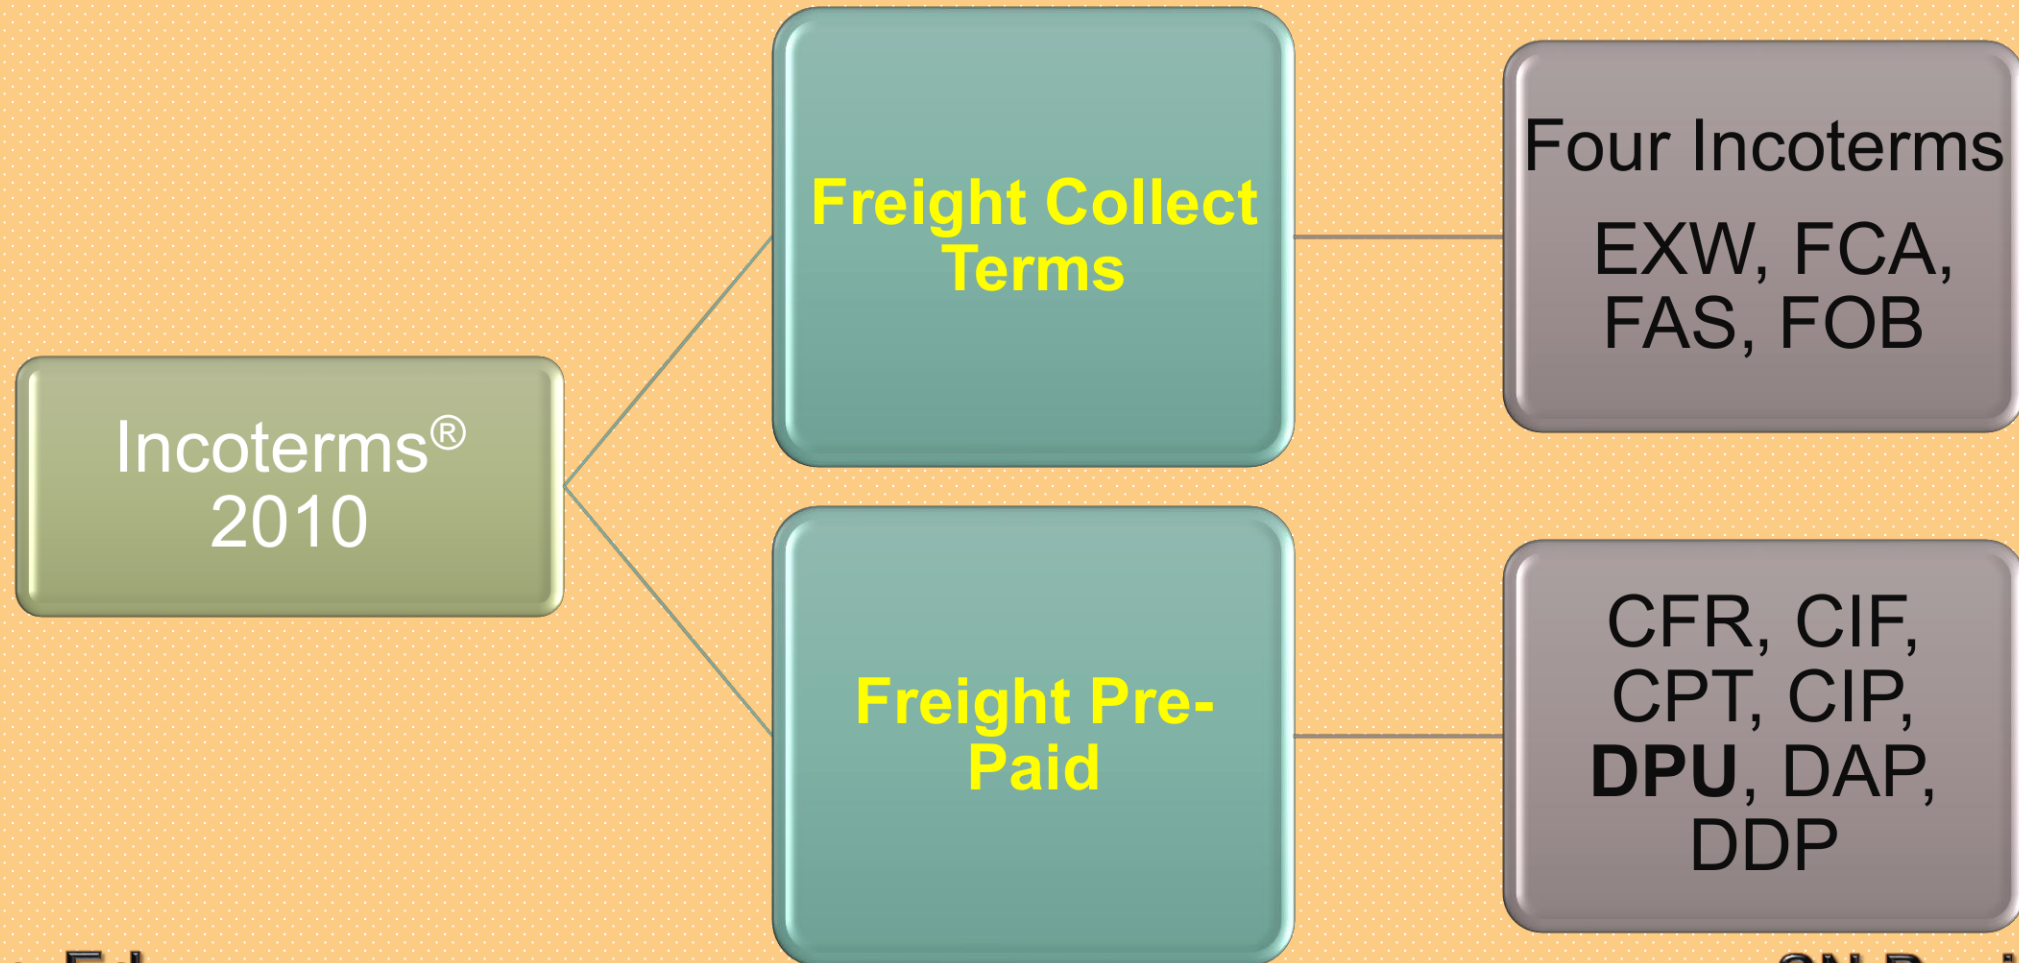 Incoterms®
2010
Freight Collect
Terms
Four Incoterms
EXW, FCA,
FAS, FOB
Freight Pre-
Paid
CFR, CIF,
CPT, CIP,
DPU, DAP,
DDP